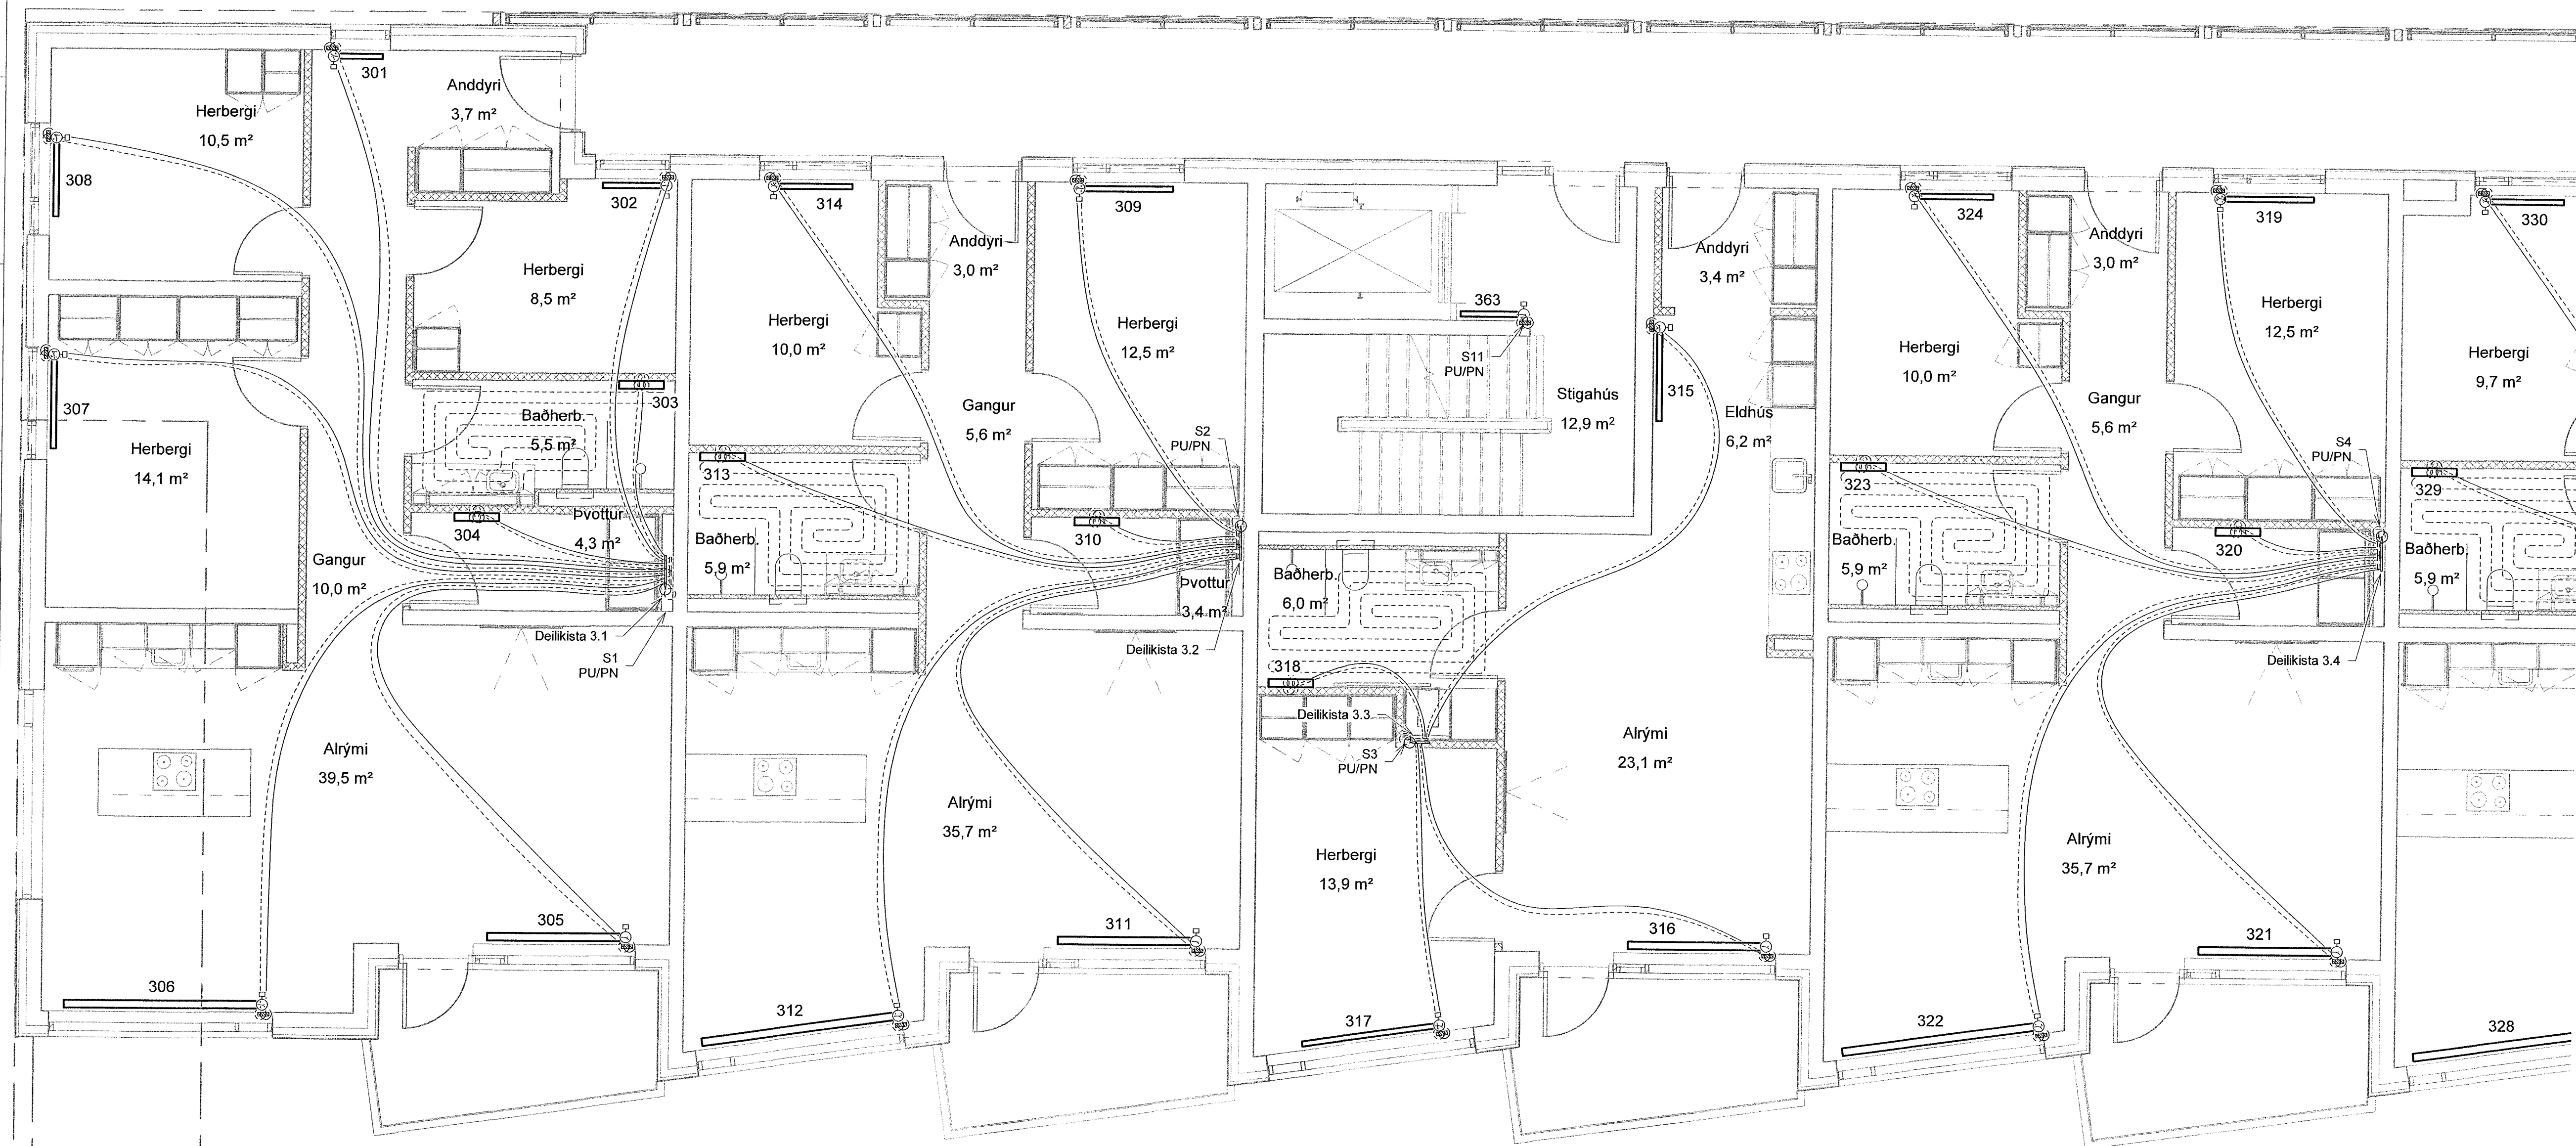 301
Anddyri
3,7 m²
Herbergi
10,5 m²
308
302
314
309
324
319
330
Anddyri
3,0 m²
Anddyri
3,4 m²
Anddyri
3,0 m²
Herbergi
8,5 m²
Herbergi
10,0 m²
Herbergi
12,5 m²
363
S11
PU/PN
Stigahús
12,9 m²
315
Eldhús
6,2 m²
Herbergi
10,0 m²
Herbergi
12,5 m²
Herbergi
9,7 m²
307
303
Baðherb.
5,5 m²
Herbergi
14,1 m²
Gangur
5,6 m²
S2
PU/PN
Gangur
5,6 m²
S4
PU/PN
313
323
329
304
Þvottur
4,3 m²
Baðherb.
5,9 m²
310
Þvottur
3,4 m²
Baðherb.
6,0 m²
Baðherb.
5,9 m²
320
Baðherb.
5,9 m²
Gangur
10,0 m²
Deilikista 3.1
S1
PU/PN
Deilikista 3.2
318
Deilikista 3.3
S3
PU/PN
Deilikista 3.4
Alrými
39,5 m²
Alrými
35,7 m²
Alrými
23,1 m²
Alrými
35,7 m²
Herbergi
13,9 m²
305
311
316
321
306
312
317
322
328